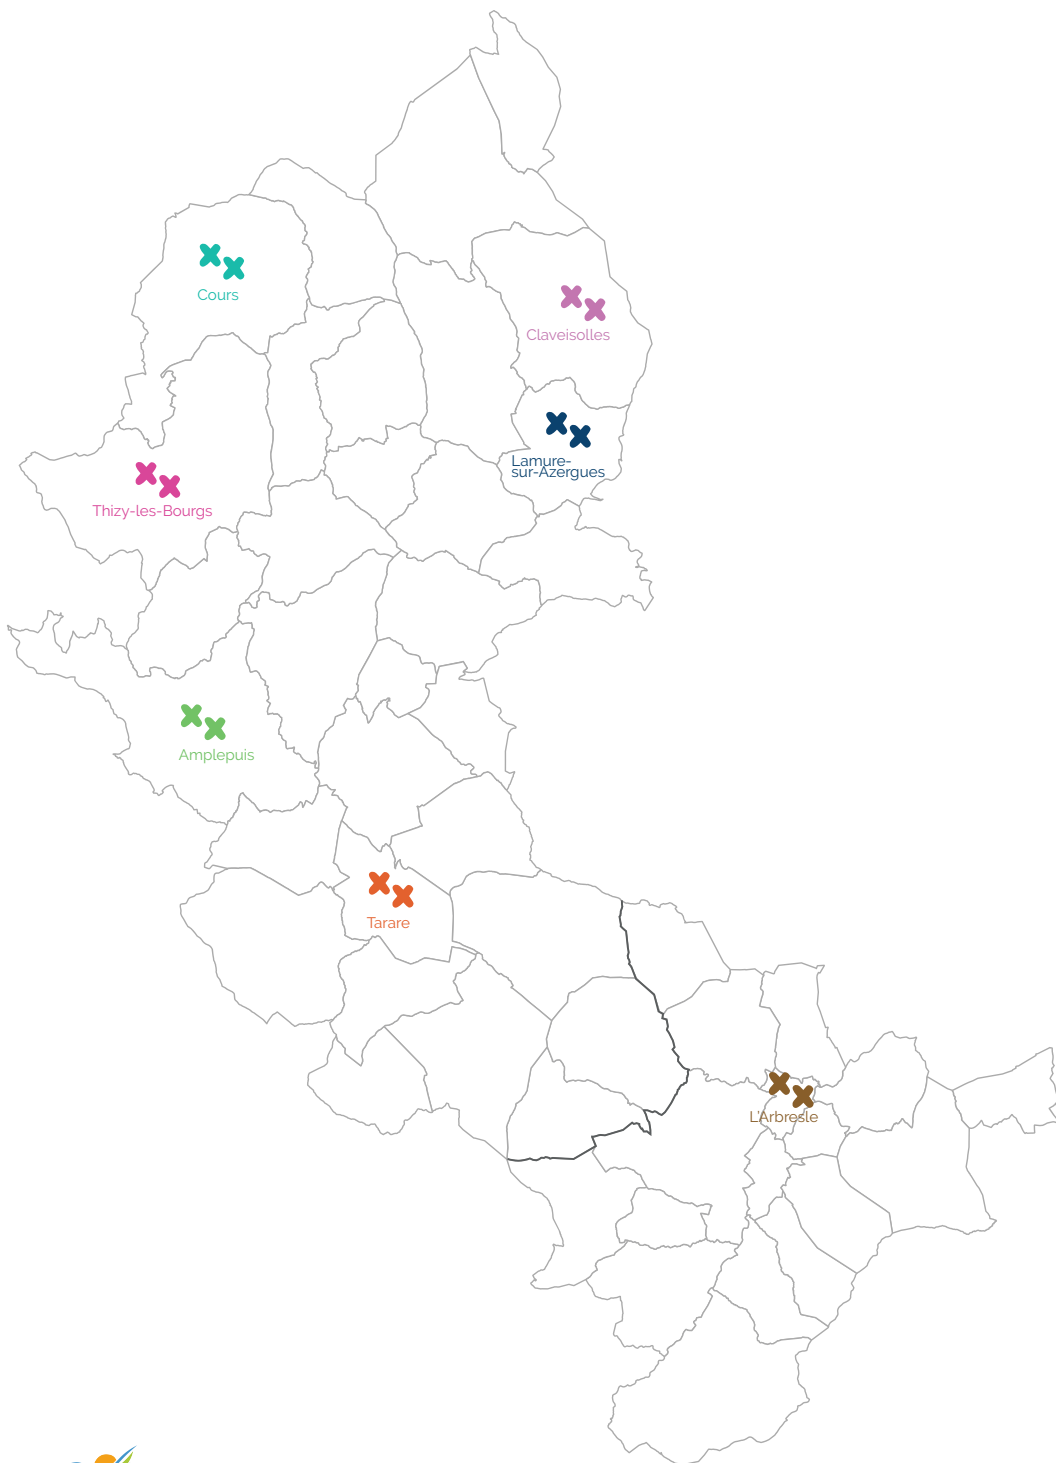 Cours
Claveisolles
Lamure-
sur-Azergues
Thizy-les-Bourgs
Amplepuis
Tarare
L'Arbresle